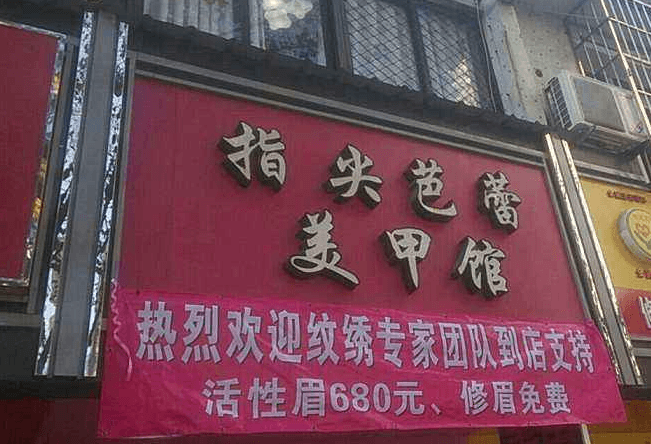 指尖芭蕾
美甲馆
热烈欢迎纹绣专家团队到店支持
活性眉680元、修眉免费